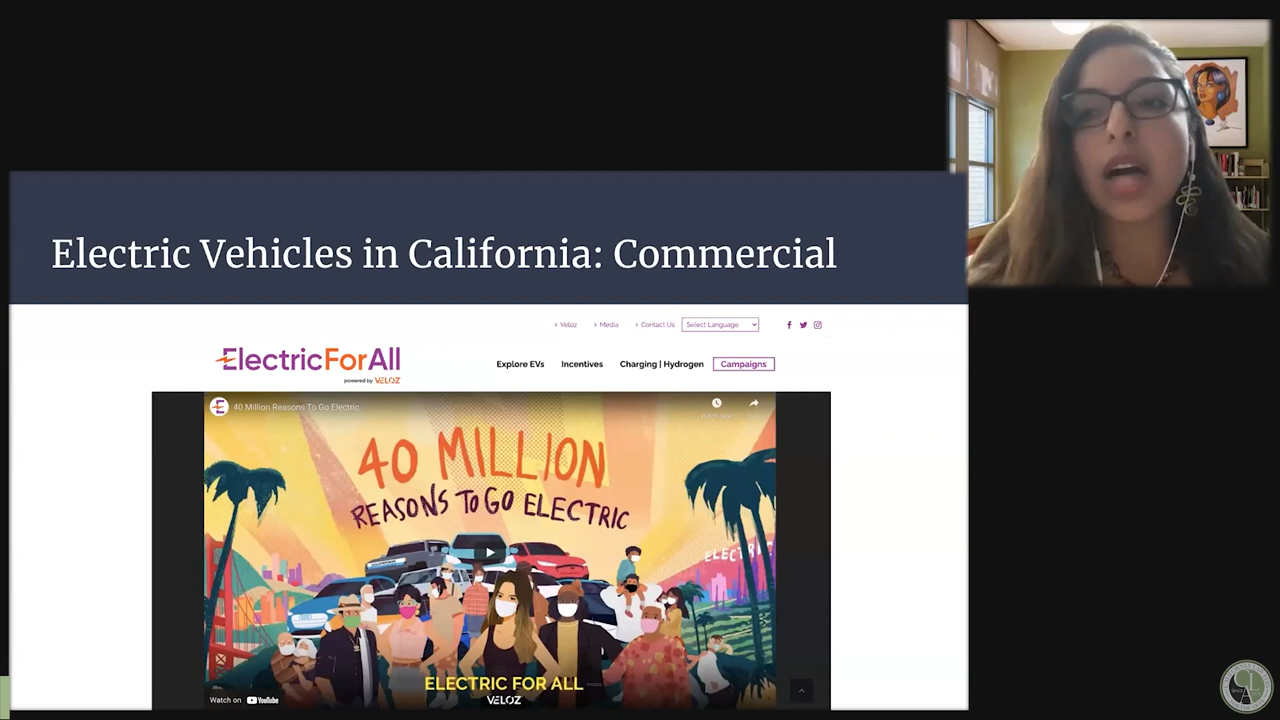 Electric Vehicles in California: Commercial
Veloz
Media
Contact Us
Select Language
ElectricForAll
powered by VELOZ
Explore EVs
Incentives
Charging | Hydrogen
Campaigns
40 Million Reasons To Go Electric
40 MILLION
REASONS TO GO ELECTRIC
ELECTRIC
ELECTRIC FOR ALL
VELOZ
Watch on YouTube